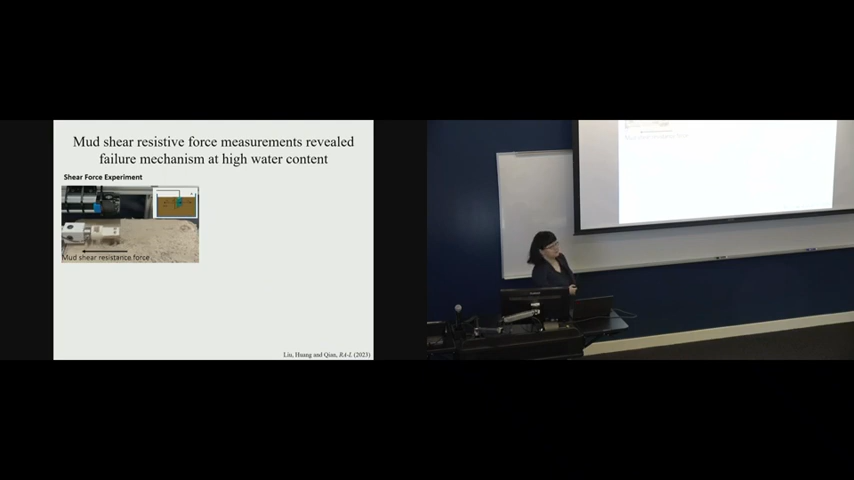 Mud shear resistive force measurements revealed
failure mechanism at high water content
Shear Force Experiment
Mud shear resistance force
Liu, Huang and Qian, RA-L (2023)